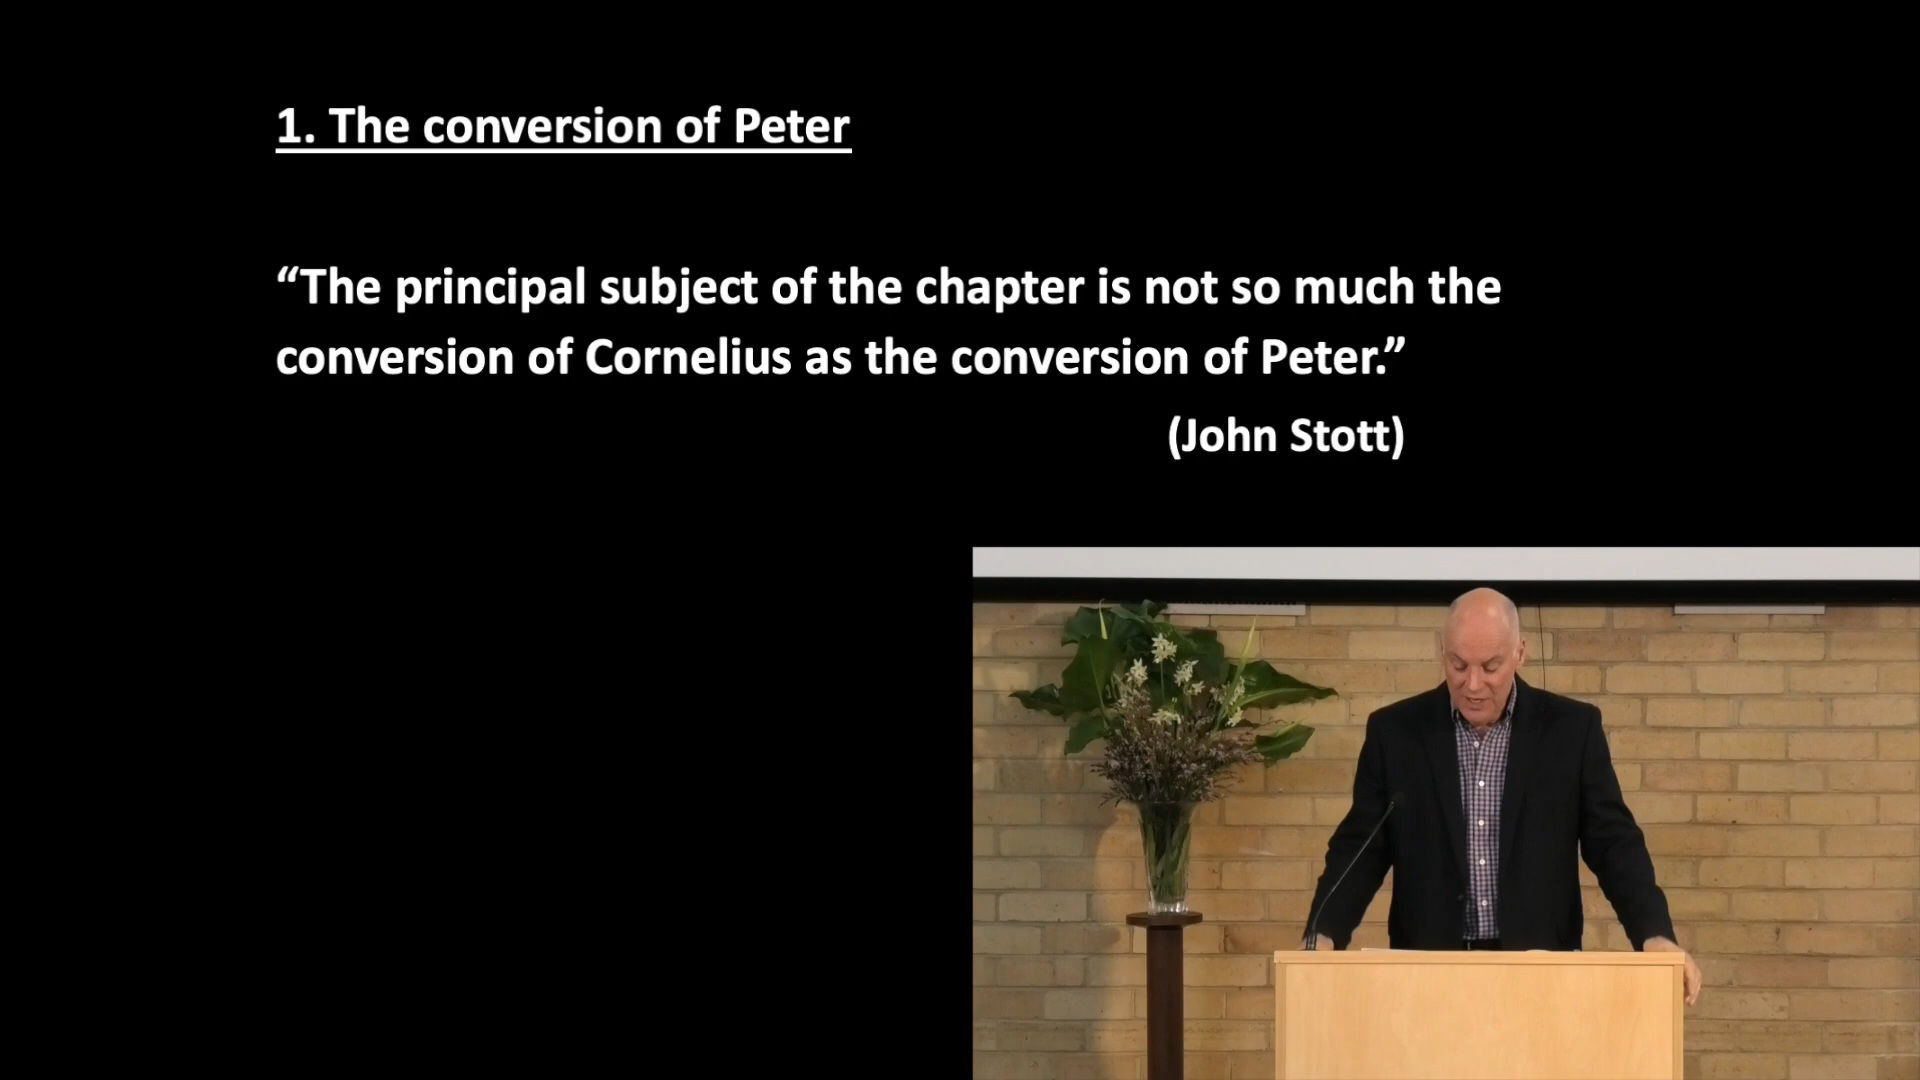 1. The conversion of Peter
“The principal subject of the chapter is not so much the
conversion of Cornelius as the conversion of Peter.”
(John Stott)